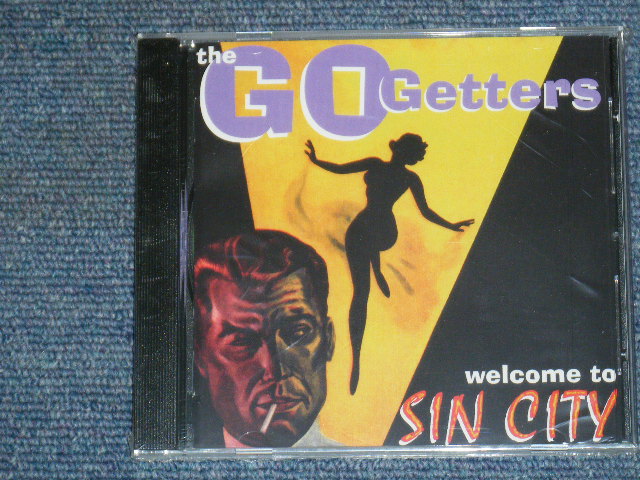 the
GO Getters
welcome to
SIN CITY